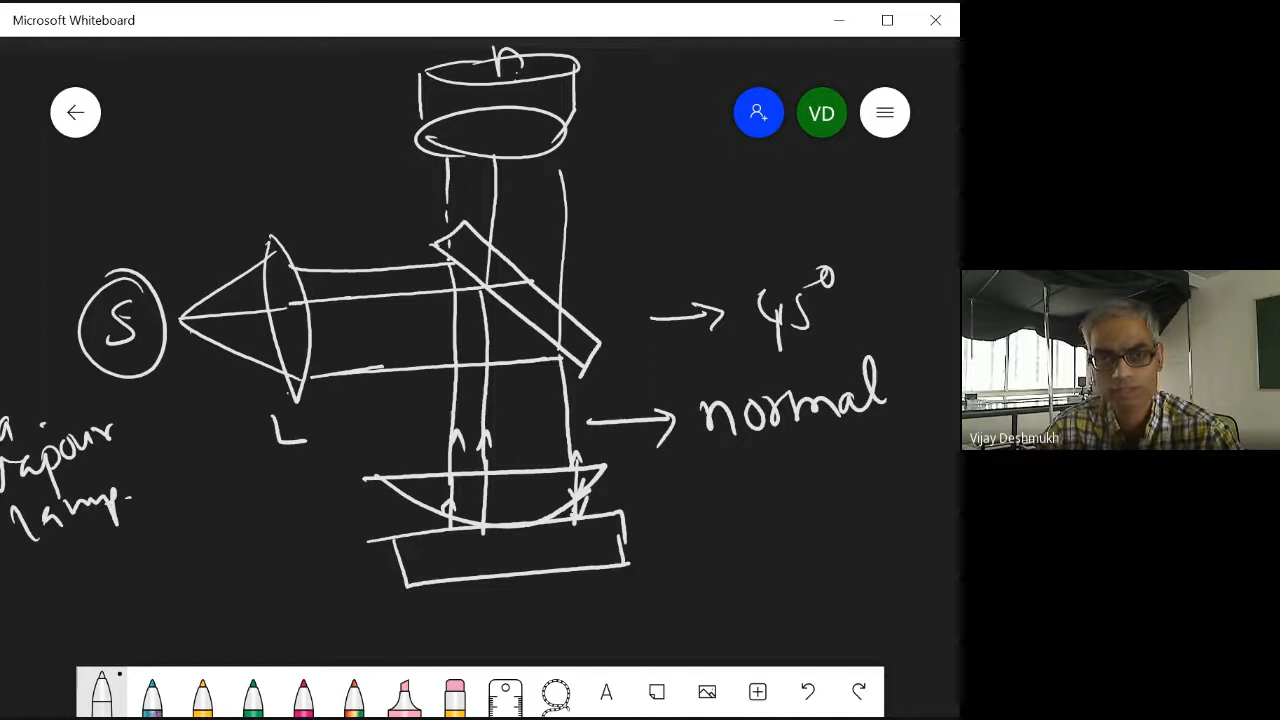 Microsoft Whiteboard
VD
n
S
45°
L
normal
a
vapour
lamp.
Vijay Deshmukh
A